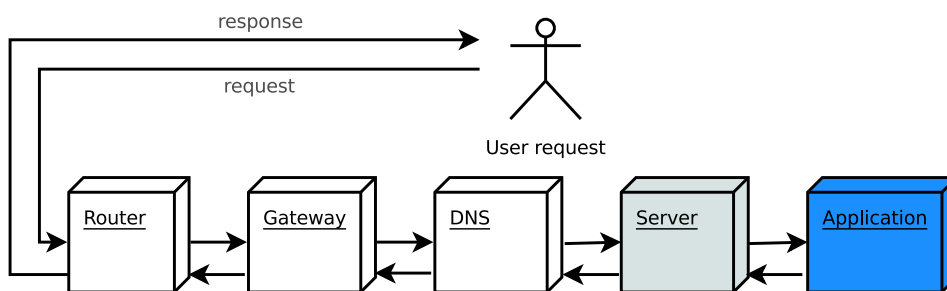 response
request
User request
Router
Gateway
DNS
Server
Application